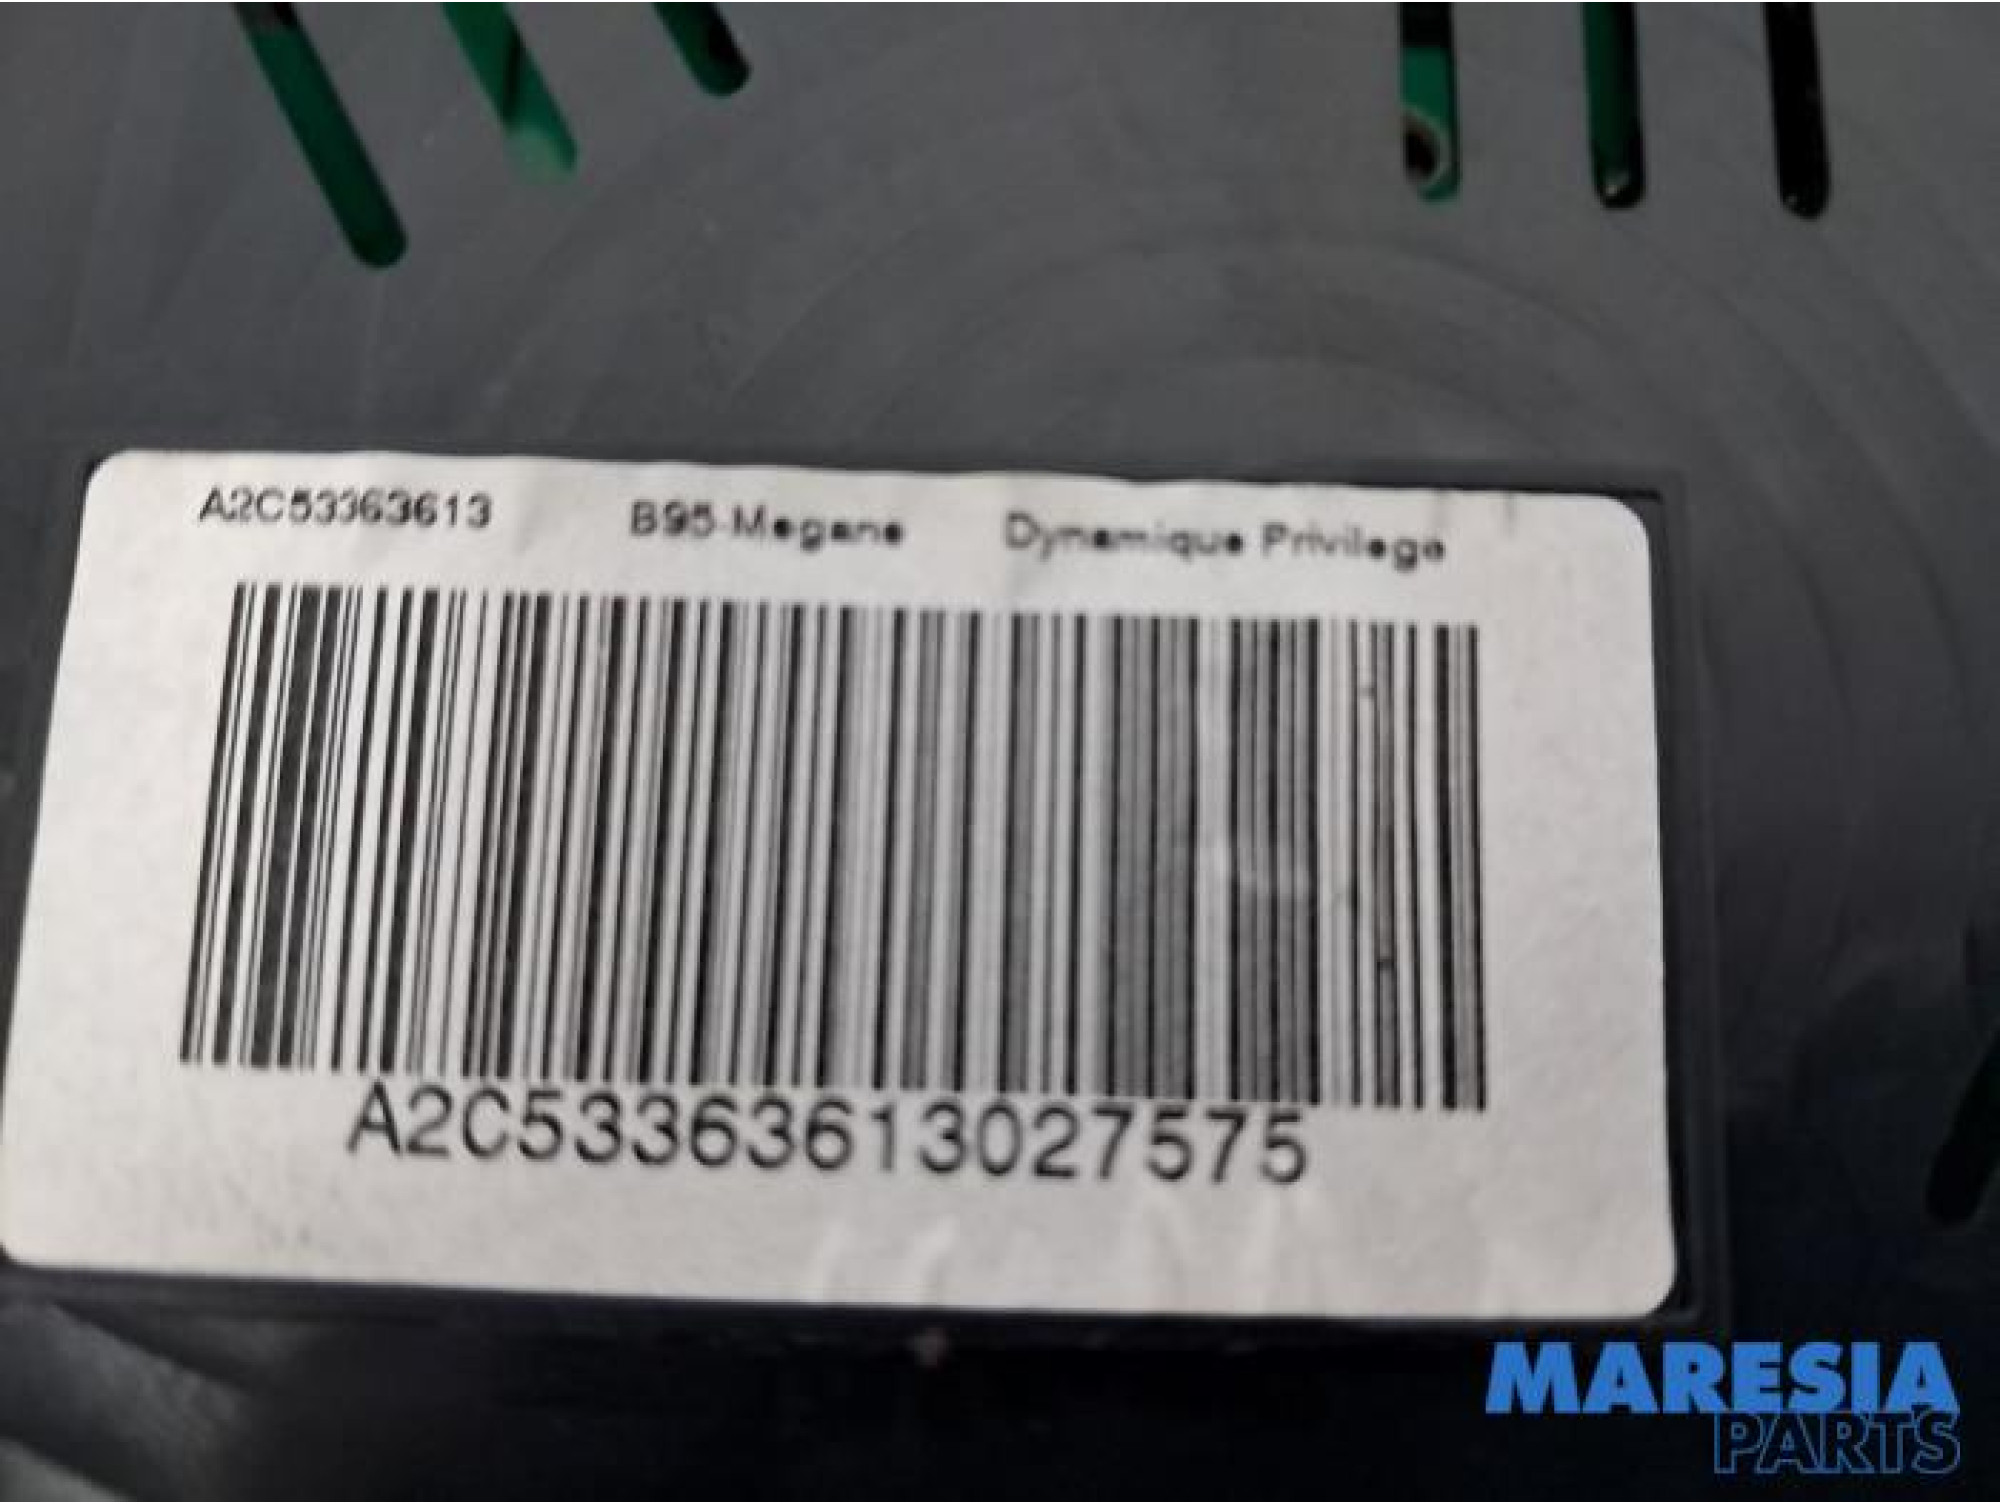 A2C53363613 B95-Megane Dynamique Privilege
A2C53363613027575
MARESIA
PARTS